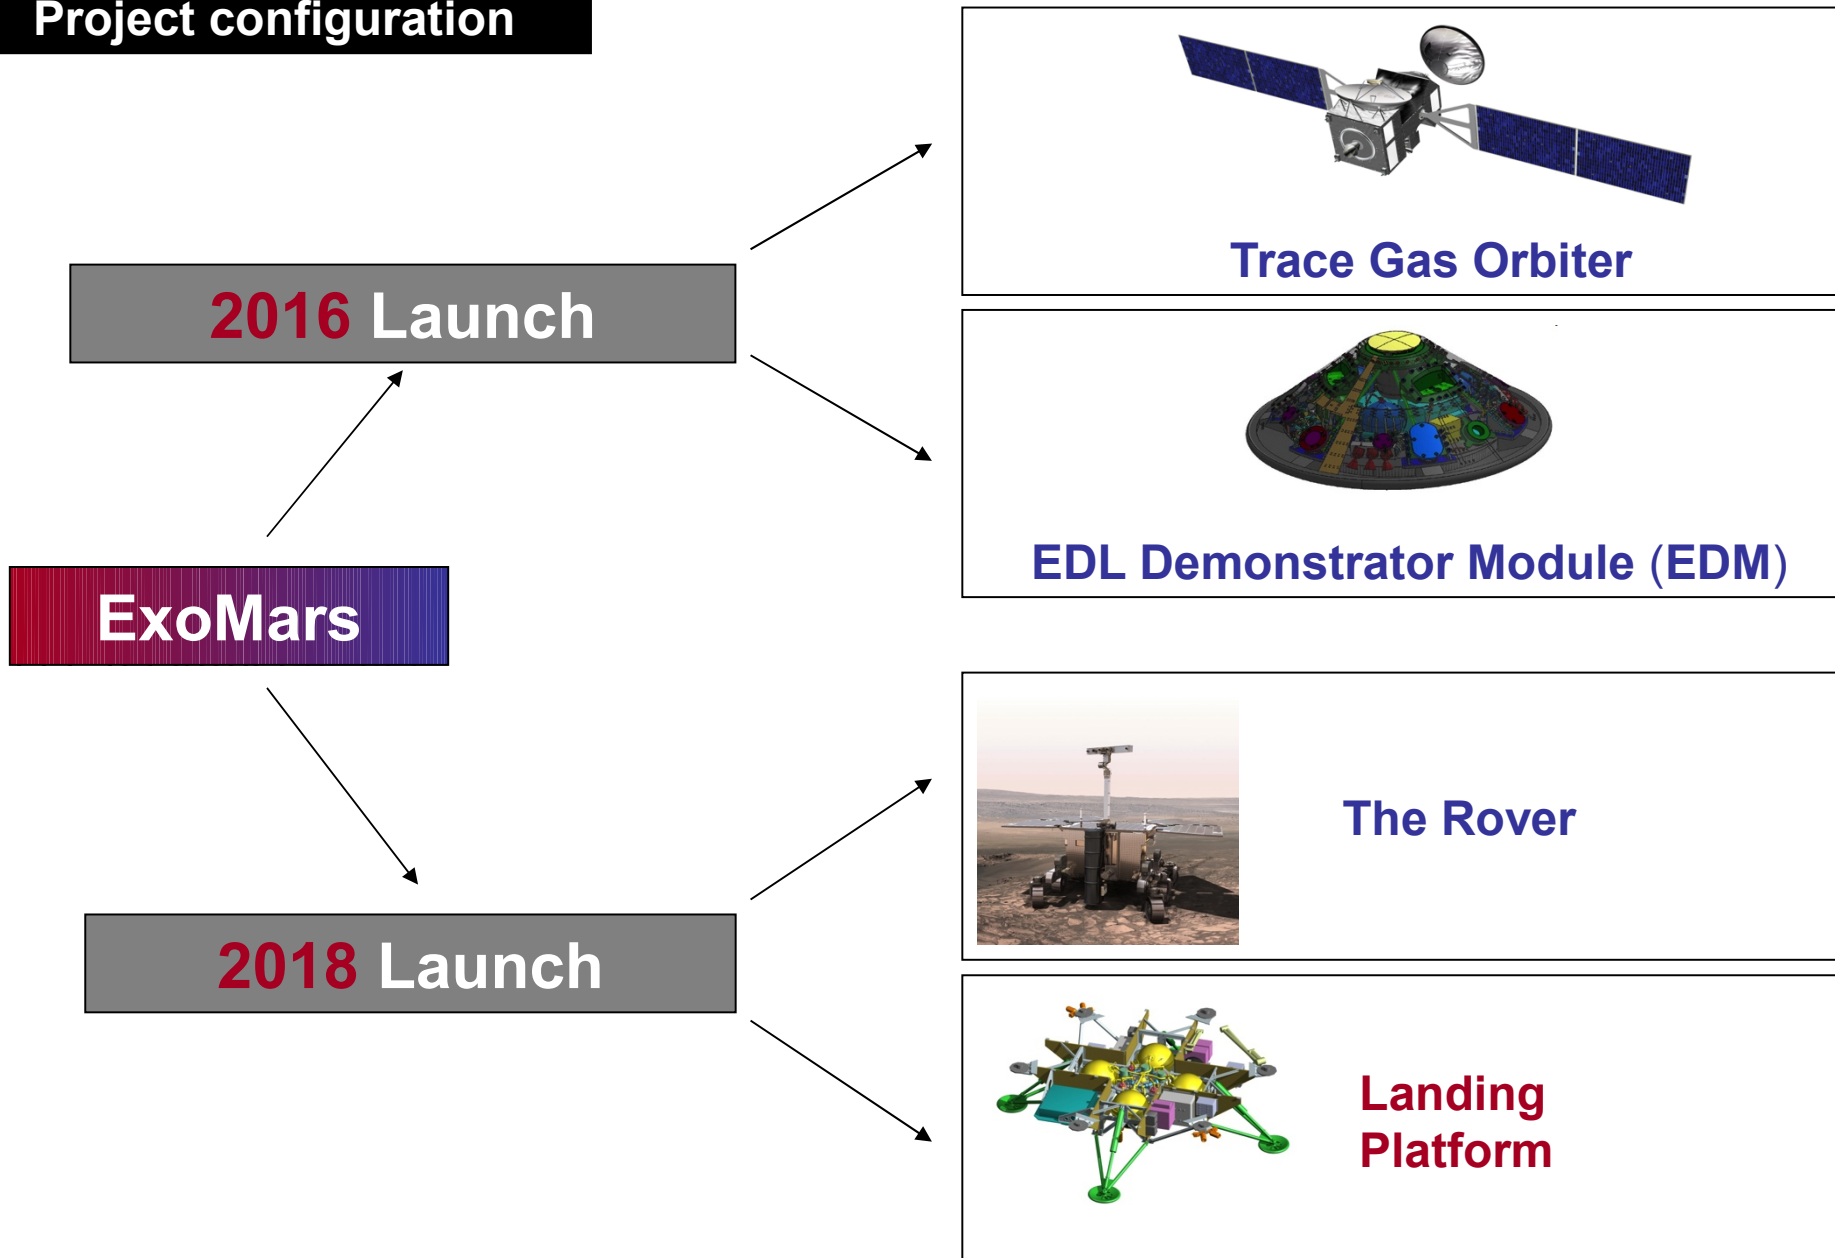 Project configuration
Trace Gas Orbiter
2016 Launch
EDL Demonstrator Module (EDM)
ExoMars
The Rover
2018 Launch
Landing
Platform